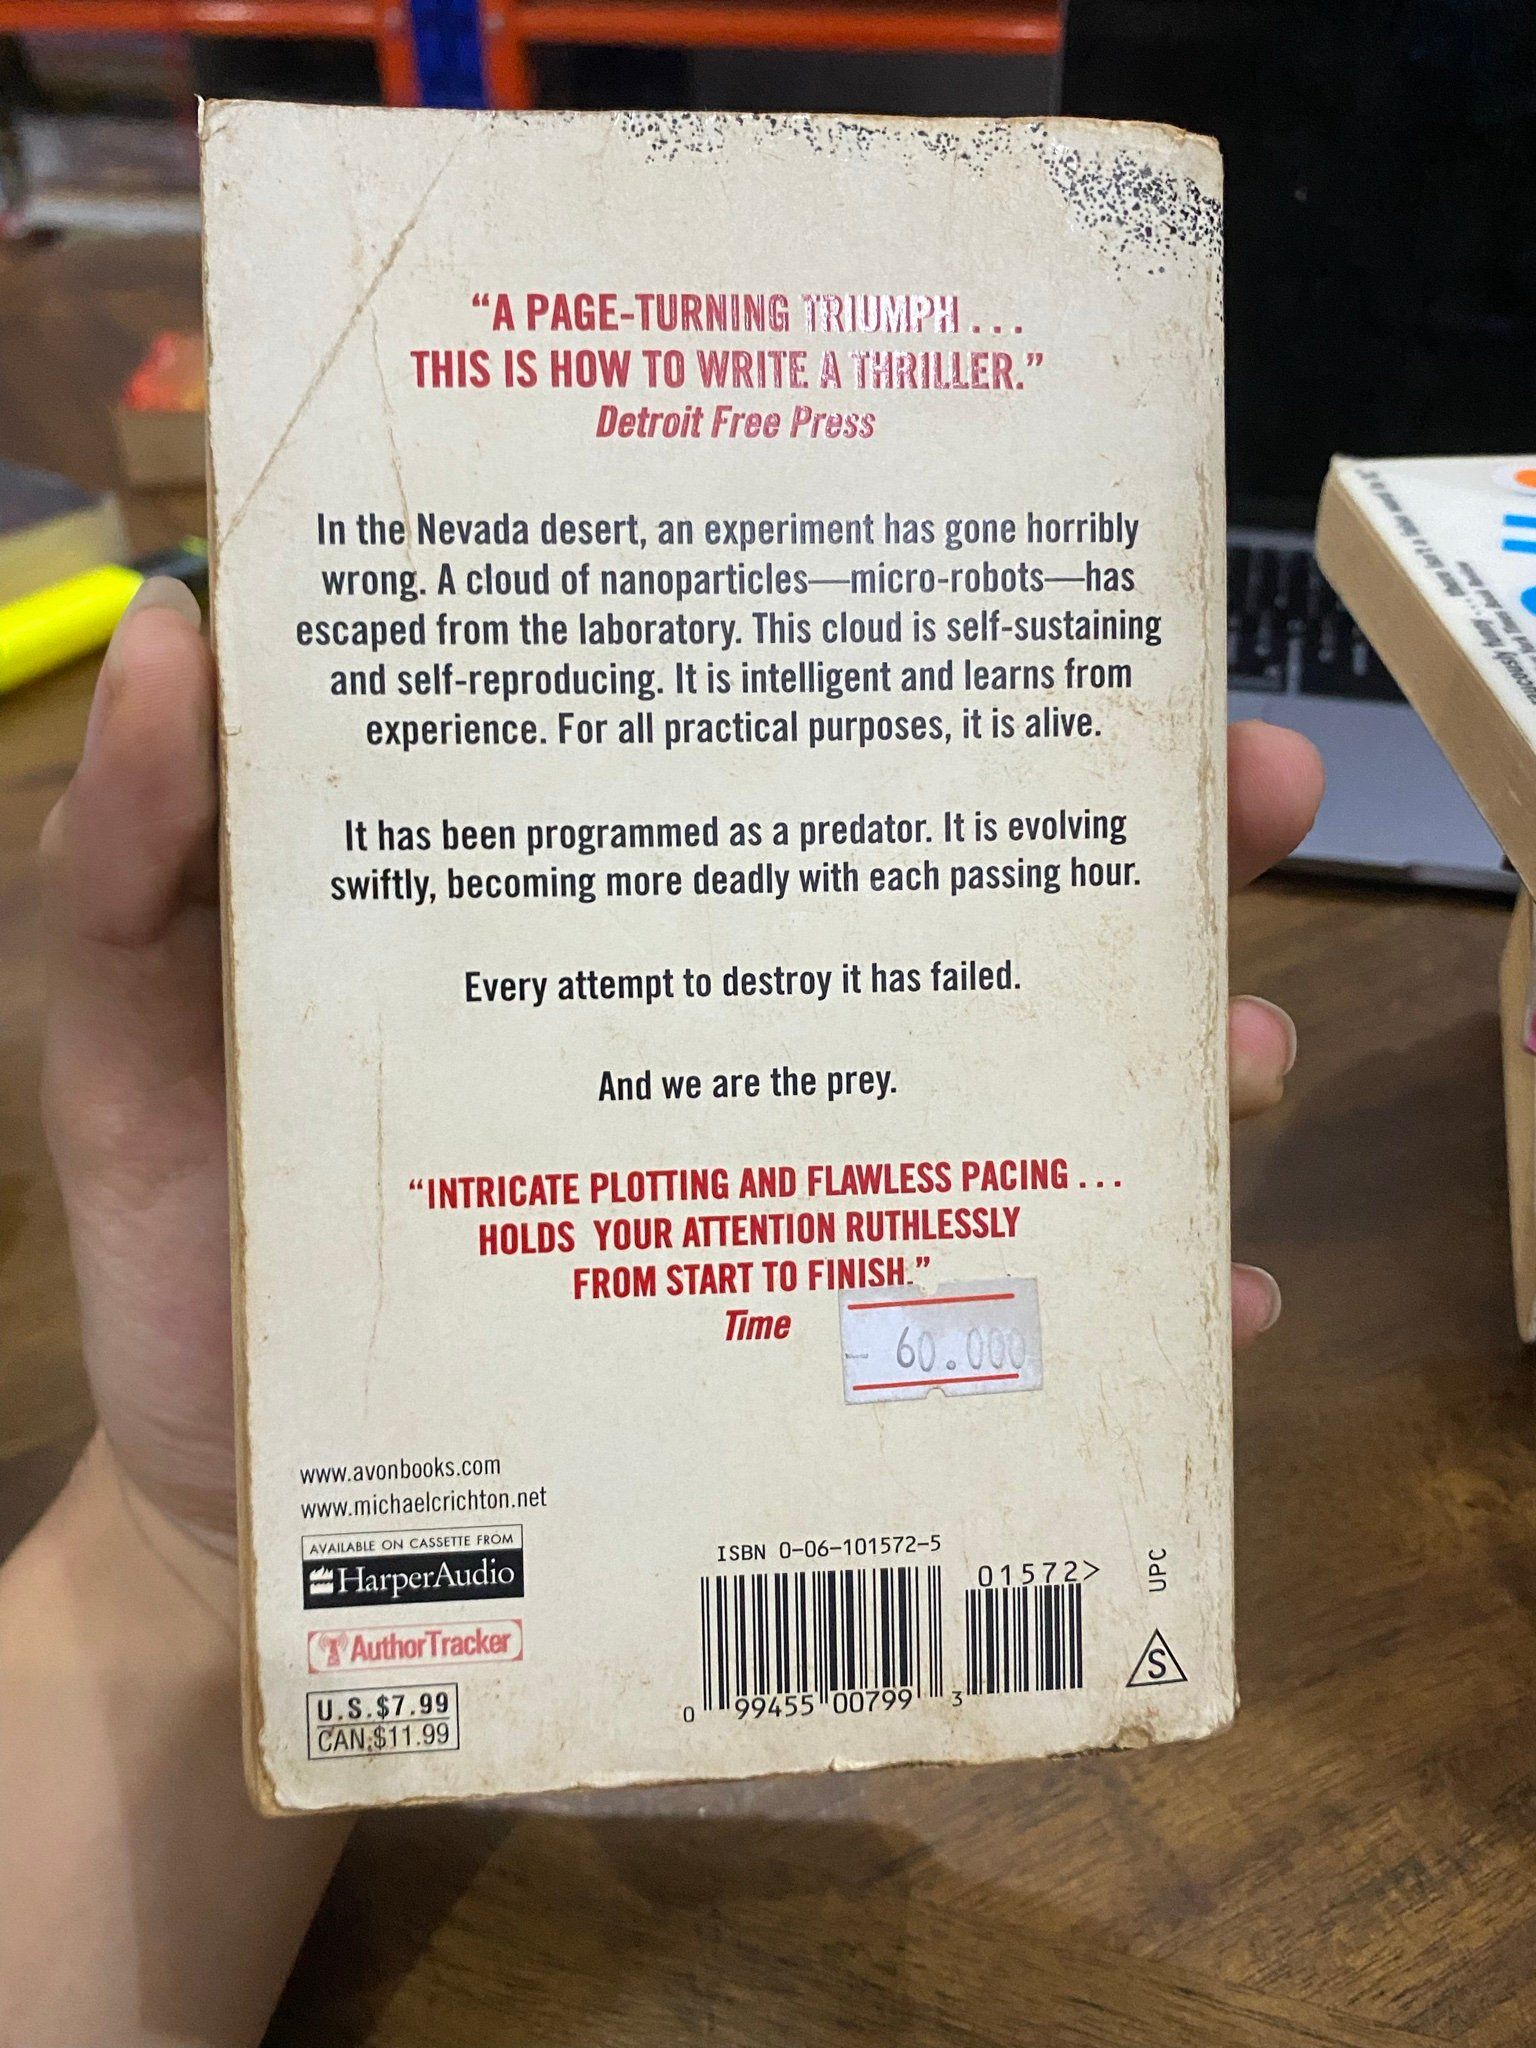 “A PAGE-TURNING TRIUMPH . . .
THIS IS HOW TO WRITE A THRILLER.”
Detroit Free Press
In the Nevada desert, an experiment has gone horribly
wrong. A cloud of nanoparticles—micro-robots—has
escaped from the laboratory. This cloud is self-sustaining
and self-reproducing. It is intelligent and learns from
experience. For all practical purposes, it is alive.
It has been programmed as a predator. It is evolving
swiftly, becoming more deadly with each passing hour.
Every attempt to destroy it has failed.
And we are the prey.
“INTRICATE PLOTTING AND FLAWLESS PACING . . .
HOLDS YOUR ATTENTION RUTHLESSLY
FROM START TO FINISH.”
Time
– 60.000
www.avonbooks.com
www.michaelcrichton.net
AVAILABLE ON CASSETTE FROM
HarperAudio
AuthorTracker
U.S.$7.99
CAN.$11.99
ISBN 0-06-101572-5
01572>
0 99455 00799 3
UPC
S